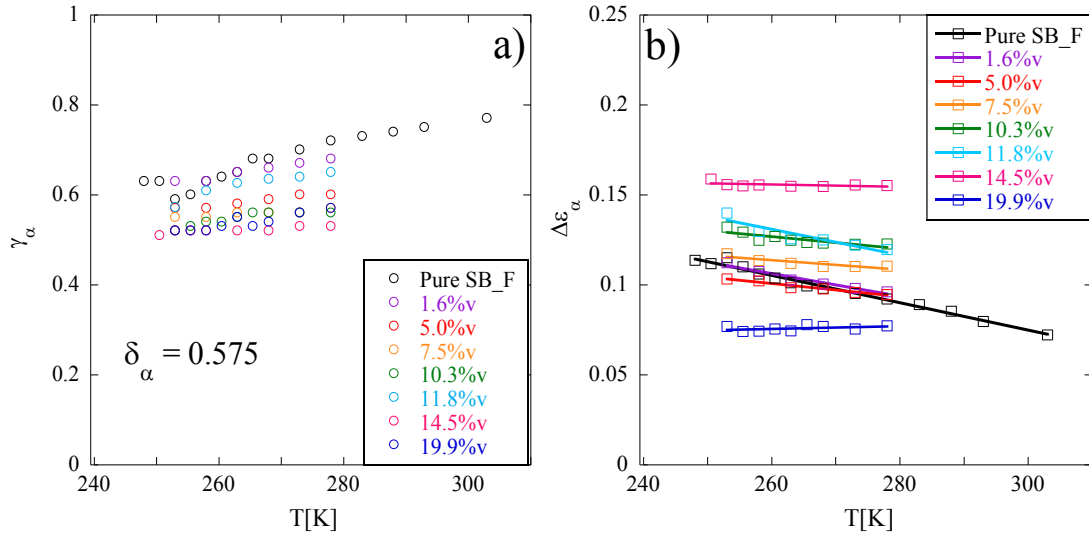 a)
1
0.8
0.6
0.4
0.2
0
γα
δα = 0.575
Pure SB_F
1.6%v
5.0%v
7.5%v
10.3%v
11.8%v
14.5%v
19.9%v
240 260 280 300
T[K]
b)
0.25
0.2
0.15
0.1
0.05
0
Δεα
Pure SB_F
1.6%v
5.0%v
7.5%v
10.3%v
11.8%v
14.5%v
19.9%v
240 260 280 300
T[K]